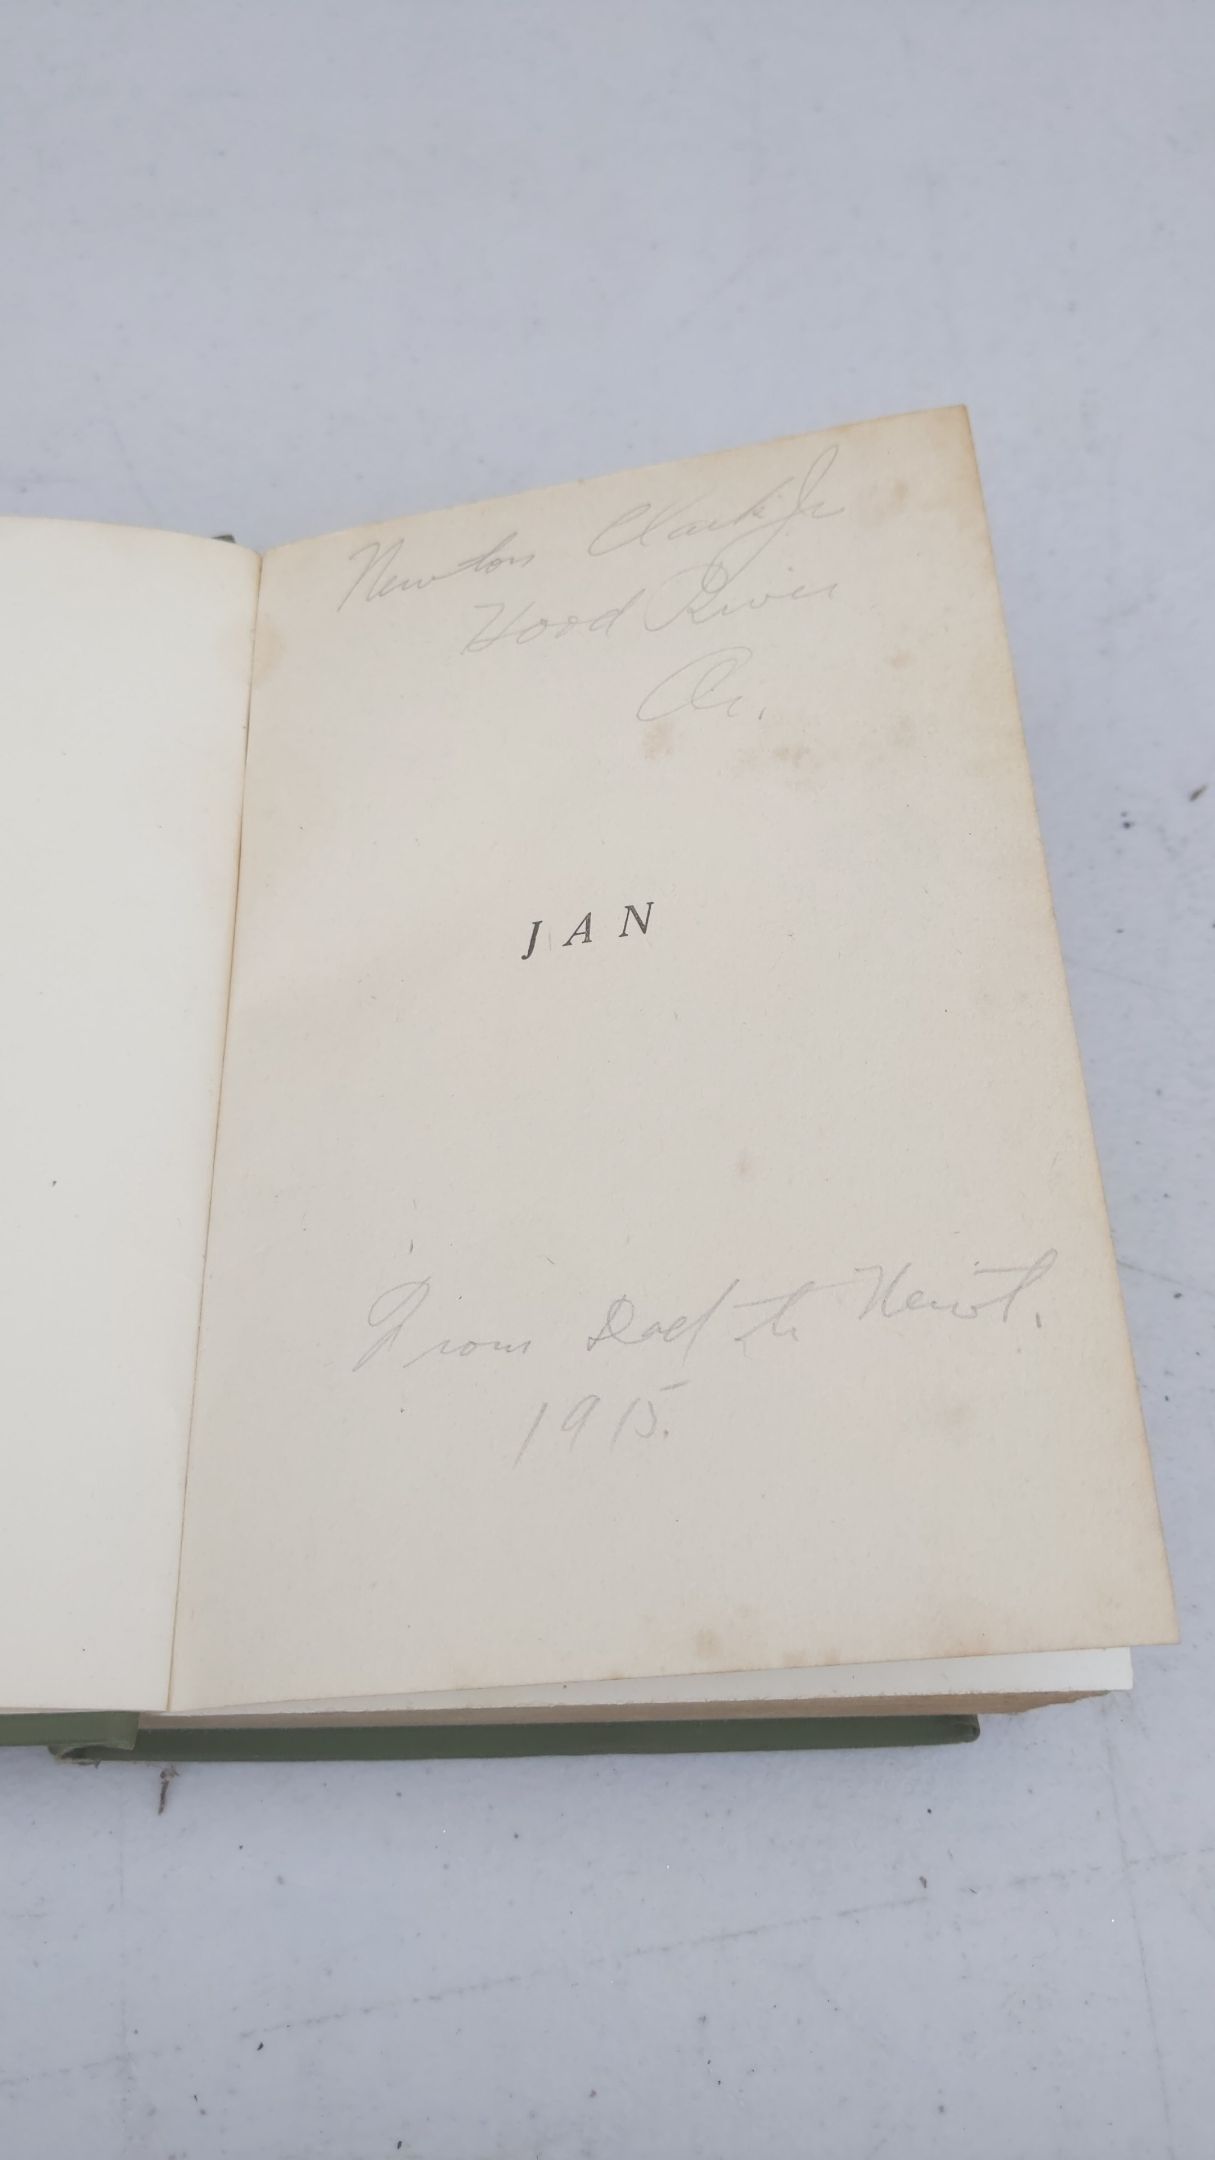 Newton Clark Jr
Hood River
Or.
JAN
From Dad to Newt.
1915.